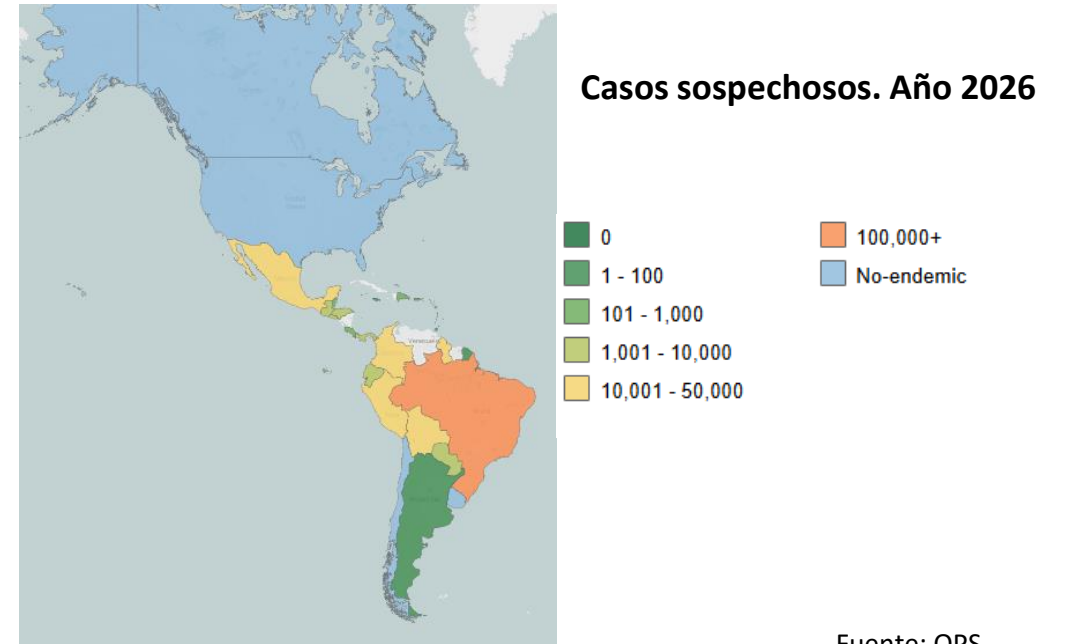 Casos sospechosos. Año 2026
0
1 - 100
101 - 1,000
1,001 - 10,000
10,001 - 50,000
100,000+
No-endemic
Venezuela
Fuente: OPS